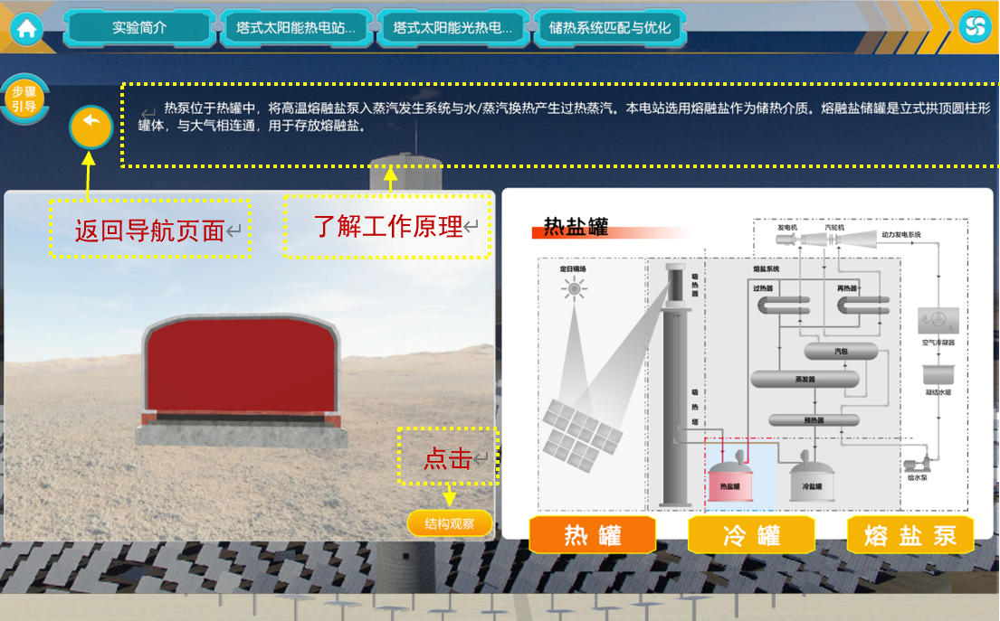 实验简介
塔式太阳能热电站...
塔式太阳能光热电...
储热系统匹配与优化
步骤
引导
热泵位于热罐中，将高温熔融盐泵入蒸汽发生系统与水/蒸汽换热产生过热蒸汽。本电站选用熔融盐作为储热介质。熔融盐储罐是立式拱顶圆柱形
罐体，与大气相连通，用于存放熔融盐。
返回导航页面
了解工作原理
点击
结构观察
热盐罐
发电机
汽轮机
动力发电系统
定日镜场
吸热器
熔盐系统
过热器
再热器
空气冷凝器
汽包
凝结水罐
蒸发器
吸热塔
预热器
热盐罐
冷盐罐
给水泵
热罐
冷罐
熔盐泵